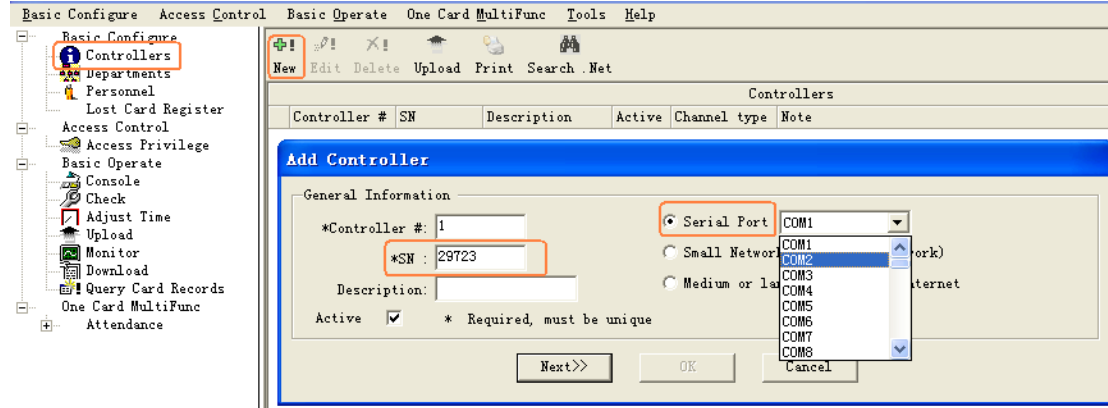 Basic Configure Access Control Basic Operate One Card MultiFunc Tools Help
Basic Configure
Controllers
Departments
Personnel
Lost Card Register
Access Control
Access Privilege
Basic Operate
Console
Check
Adjust Time
Upload
Monitor
Download
Query Card Records
One Card MultiFunc
Attendance
New Edit Delete Upload Print Search .Net
Controllers
Controller # SN Description Active Channel type Note
Add Controller
General Information
*Controller #: 1
*SN : 29723
Description:
Active * Required, must be unique
Serial Port COM1
Small Networ ork)
Medium or la ternet
COM1
COM2
COM3
COM4
COM5
COM6
COM7
COM8
Next>> OK Cancel